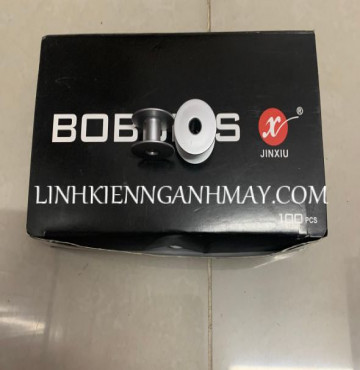 BOB S
X ®
JINXIU
LINHKIENNGANHMAY.COM
100 PCS